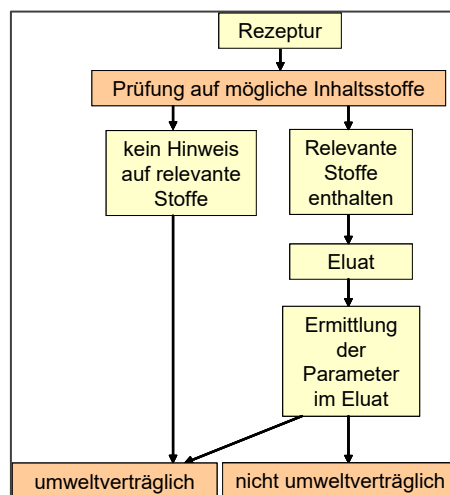 Rezeptur
Prüfung auf mögliche Inhaltsstoffe
kein Hinweis
auf relevante
Stoffe
Relevante
Stoffe
enthalten
Eluat
Ermittlung
der
Parameter
im Eluat
umweltverträglich
nicht umweltverträglich